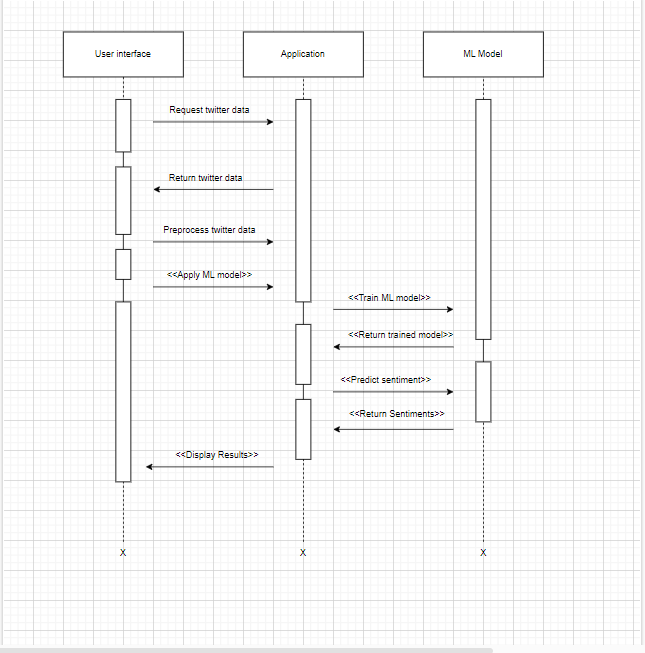 User interface
Application
ML Model
Request twitter data
Return twitter data
Preprocess twitter data
<<Apply ML model>>
<<Train ML model>>
<<Return trained model>>
<<Predict sentiment>>
<<Return Sentiments>>
<<Display Results>>
X
X
X